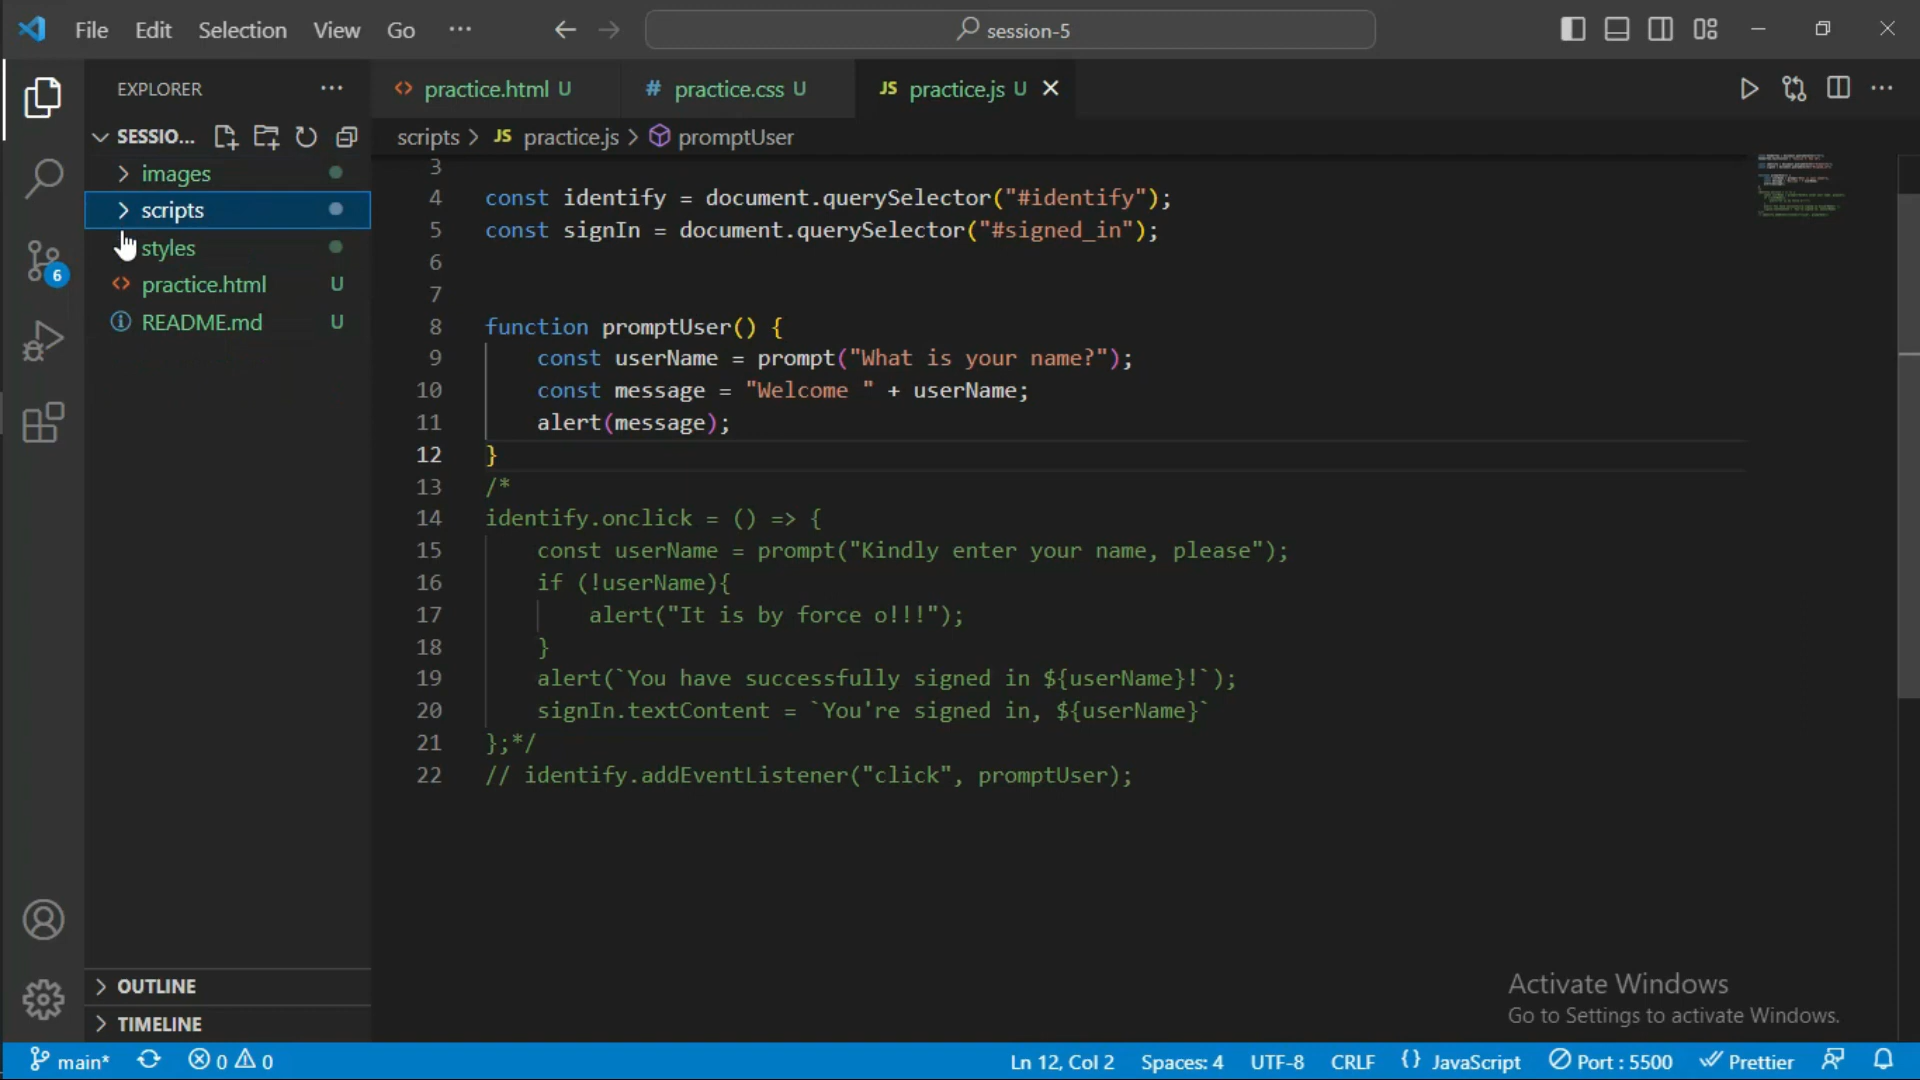 File Edit Selection View Go ··· session-5
EXPLORER ···
practice.html U
# practice.css U
JS practice.js U
SESSIO...
scripts > JS practice.js > promptUser
images
scripts
styles
<> practice.html U
README.md U
3
4 const identify = document.querySelector("#identify");
5 const signIn = document.querySelector("#signed_in");
6
7
8 function promptUser() {
9 const userName = prompt("What is your name?");
10 const message = "Welcome " + userName;
11 alert(message);
12 }
13 /*
14 identify.onclick = () => {
15 const userName = prompt("Kindly enter your name, please");
16 if (!userName){
17 alert("It is by force o!!!");
18 }
19 alert(`You have successfully signed in ${userName}!`);
20 signIn.textContent = `You're signed in, ${userName}`
21 };*/
22 // identify.addEventListener("click", promptUser);
6
OUTLINE
TIMELINE
Activate Windows
Go to Settings to activate Windows.
main* 0 0 Ln 12, Col 2 Spaces: 4 UTF-8 CRLF {} JavaScript Port : 5500 Prettier